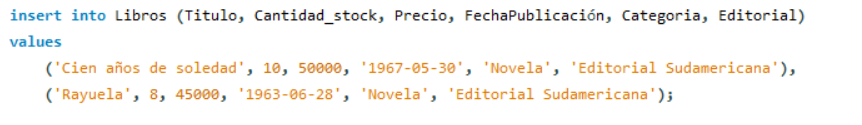 insert into Libros (Titulo, Cantidad_stock, Precio, FechaPublicación, Categoria, Editorial)
values
('Cien años de soledad', 10, 50000, '1967-05-30', 'Novela', 'Editorial Sudamericana'),
('Rayuela', 8, 45000, '1963-06-28', 'Novela', 'Editorial Sudamericana');